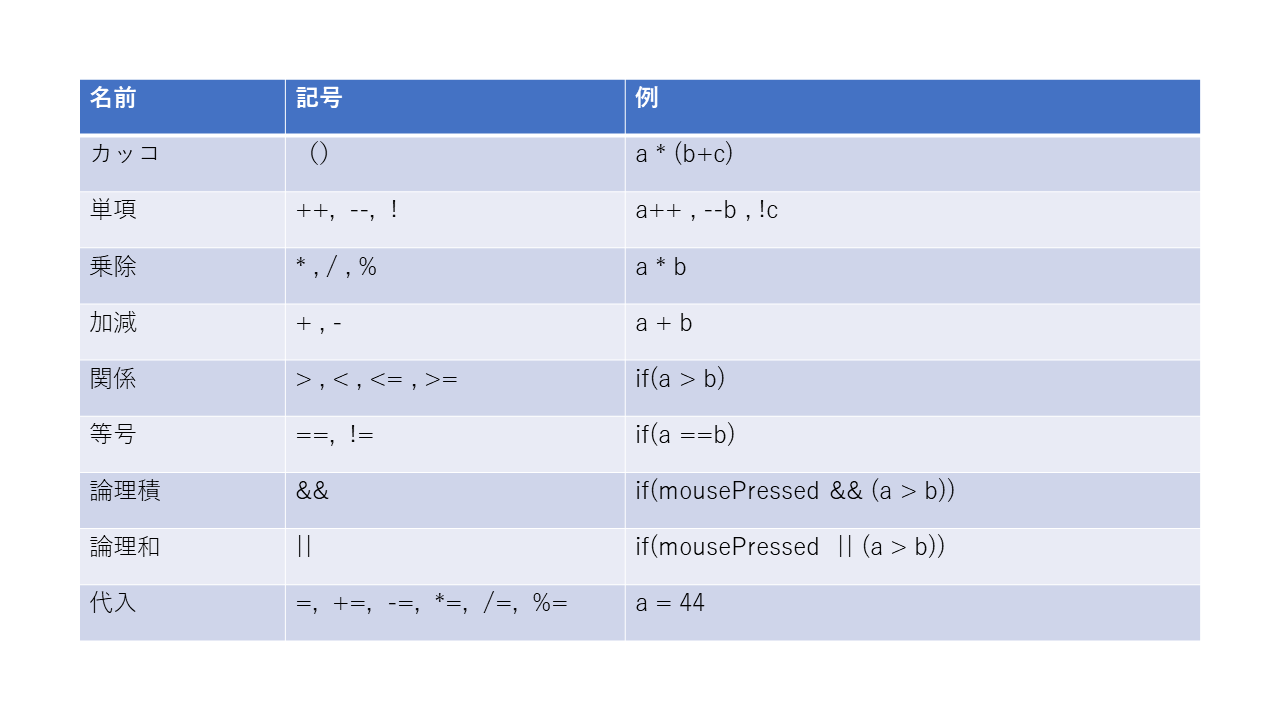 名前 記号 例
カッコ () a * (b+c)
単項 ++, --, ! a++ , --b , !c
乗除 * , / , % a * b
加減 + , - a + b
関係 > , < , <= , >= if(a > b)
等号 ==, != if(a ==b)
論理積 && if(mousePressed && (a > b))
論理和 || if(mousePressed || (a > b))
代入 =, +=, -=, *=, /=, %= a = 44